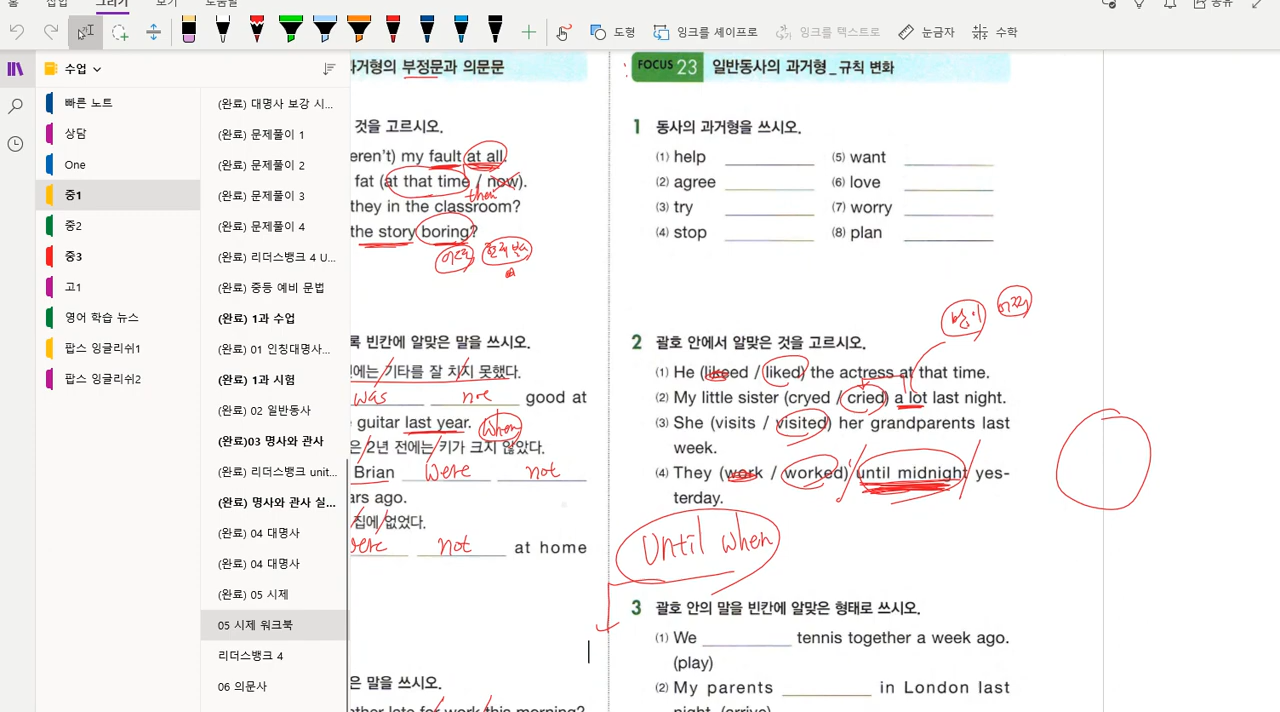 홈 삽입 그리기 보기 도움말 공유
도형 잉크를 셰이프로 잉크를 텍스트로 눈금자 수학
수업
빠른 노트
상담
One
중1
중2
중3
고1
영어 학습 뉴스
팝스 잉글리쉬1
팝스 잉글리쉬2
(완료) 대명사 보강 시...
(완료) 문제풀이 1
(완료) 문제풀이 2
(완료) 문제풀이 3
(완료) 문제풀이 4
(완료) 리더스뱅크 4 U...
(완료) 중등 예비 문법
(완료) 1과 수업
(완료) 01 인칭대명사...
(완료) 1과 시험
(완료) 02 일반동사
(완료)03 명사와 관사
(완료) 리더스뱅크 unit...
(완료) 명사와 관사 실...
(완료) 04 대명사
(완료) 04 대명사
(완료) 05 시제
05 시제 워크북
리더스뱅크 4
06 의문사
과거형의 부정문과 의문문
것을 고르시오.
eren't) my fault at all.
fat (at that time / now).
then
they in the classroom?
the story boring?
록 빈칸에 알맞은 말을 쓰시오.
에는 기타를 잘 치지 못했다.
was not good at
guitar last year. when
은 2년 전에는 키가 크지 않았다.
Brian were not
ars ago.
집에 없었다.
were not at home
은 말을 쓰시오.
other late for work this morning?
FOCUS 23 일반동사의 과거형_규칙 변화
1 동사의 과거형을 쓰시오.
(1) help (5) want
(2) agree (6) love
(3) try (7) worry
(4) stop (8) plan
2 괄호 안에서 알맞은 것을 고르시오.
(1) He (likeed / liked) the actress at that time.
(2) My little sister (cryed / cried) a lot last night.
(3) She (visits / visited) her grandparents last
week.
(4) They (work / worked) until midnight yes-
terday.
Until when
3 괄호 안의 말을 빈칸에 알맞은 형태로 쓰시오.
(1) We tennis together a week ago.
(play)
(2) My parents in London last
night. (arrive)